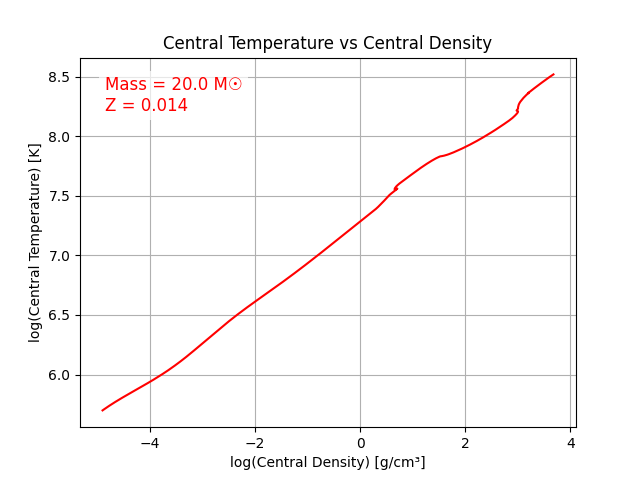 Central Temperature vs Central Density
Mass = 20.0 M☉
Z = 0.014
log(Central Temperature) [K]
8.5
8.0
7.5
7.0
6.5
6.0
−4
−2
0
2
4
log(Central Density) [g/cm³]